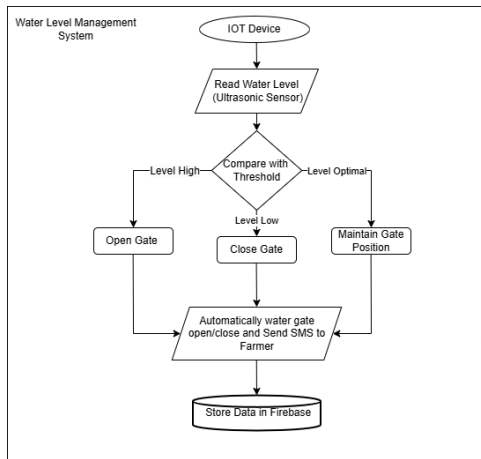 Water Level Management
System
IOT Device
Read Water Level
(Ultrasonic Sensor)
Compare with
Threshold
Level High
Level Optimal
Level Low
Open Gate
Close Gate
Maintain Gate
Position
Automatically water gate
open/close and Send SMS to
Farmer
Store Data in Firebase